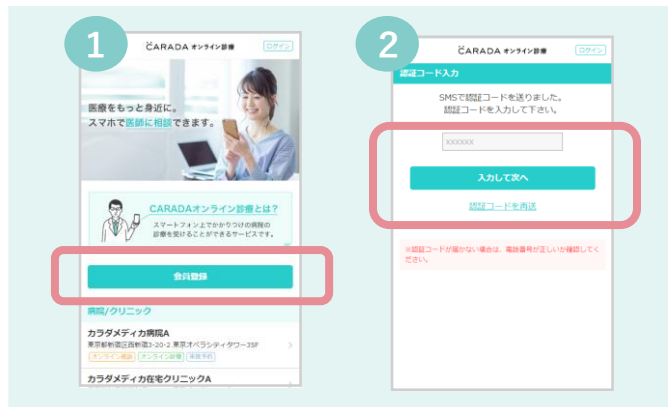 1
CARADA オンライン診療
ログイン
医療をもっと身近に。
スマホで医師に相談できます。
CARADAオンライン診療とは?
スマートフォン上でかかりつけの病院の
診療を受けることができるサービスです。
会員登録
病院/クリニック
カラダメディカ病院A
東京都新宿区西新宿3-20-2 東京オペラシティタワー35F
オンライン相談 オンライン診療 来院予約
カラダメディカ在宅クリニックA
2
CARADA オンライン診療
ログイン
認証コード入力
SMSで認証コードを送りました。
認証コードを入力して下さい。
xxxxxx
入力して次へ
認証コードを再送
※認証コードが届かない場合は、電話番号が正しいか確認してく
ださい。